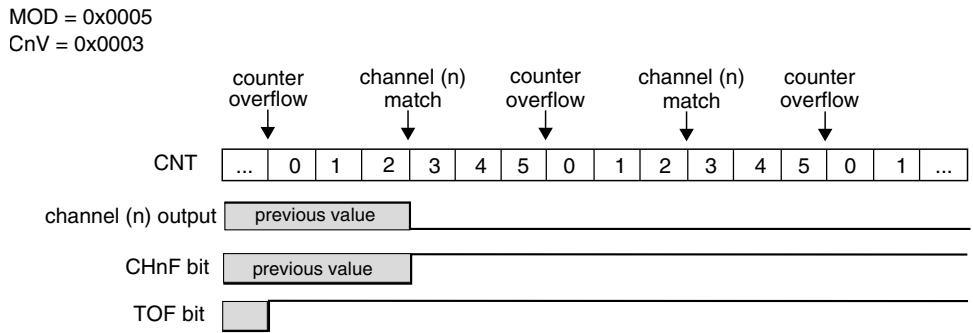 MOD = 0x0005
CnV = 0x0003
counter overflow
channel (n) match
counter overflow
channel (n) match
counter overflow
CNT ... 0 1 2 3 4 5 0 1 2 3 4 5 0 1 ...
channel (n) output previous value
CHnF bit previous value
TOF bit